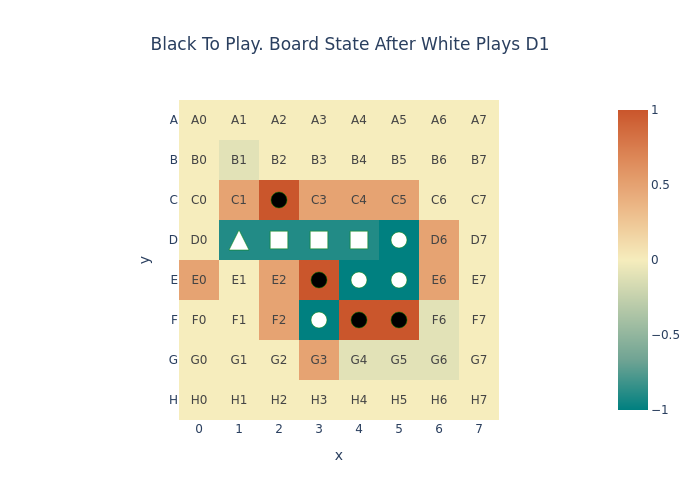 Black To Play. Board State After White Plays D1
A A0 A1 A2 A3 A4 A5 A6 A7
B B0 B1 B2 B3 B4 B5 B6 B7
C C0 C1 C3 C4 C5 C6 C7
D D0 D6 D7
E E0 E1 E2 E6 E7
F F0 F1 F2 F6 F7
G G0 G1 G2 G3 G4 G5 G6 G7
H H0 H1 H2 H3 H4 H5 H6 H7
0 1 2 3 4 5 6 7
x
y
1
0.5
0
−0.5
−1